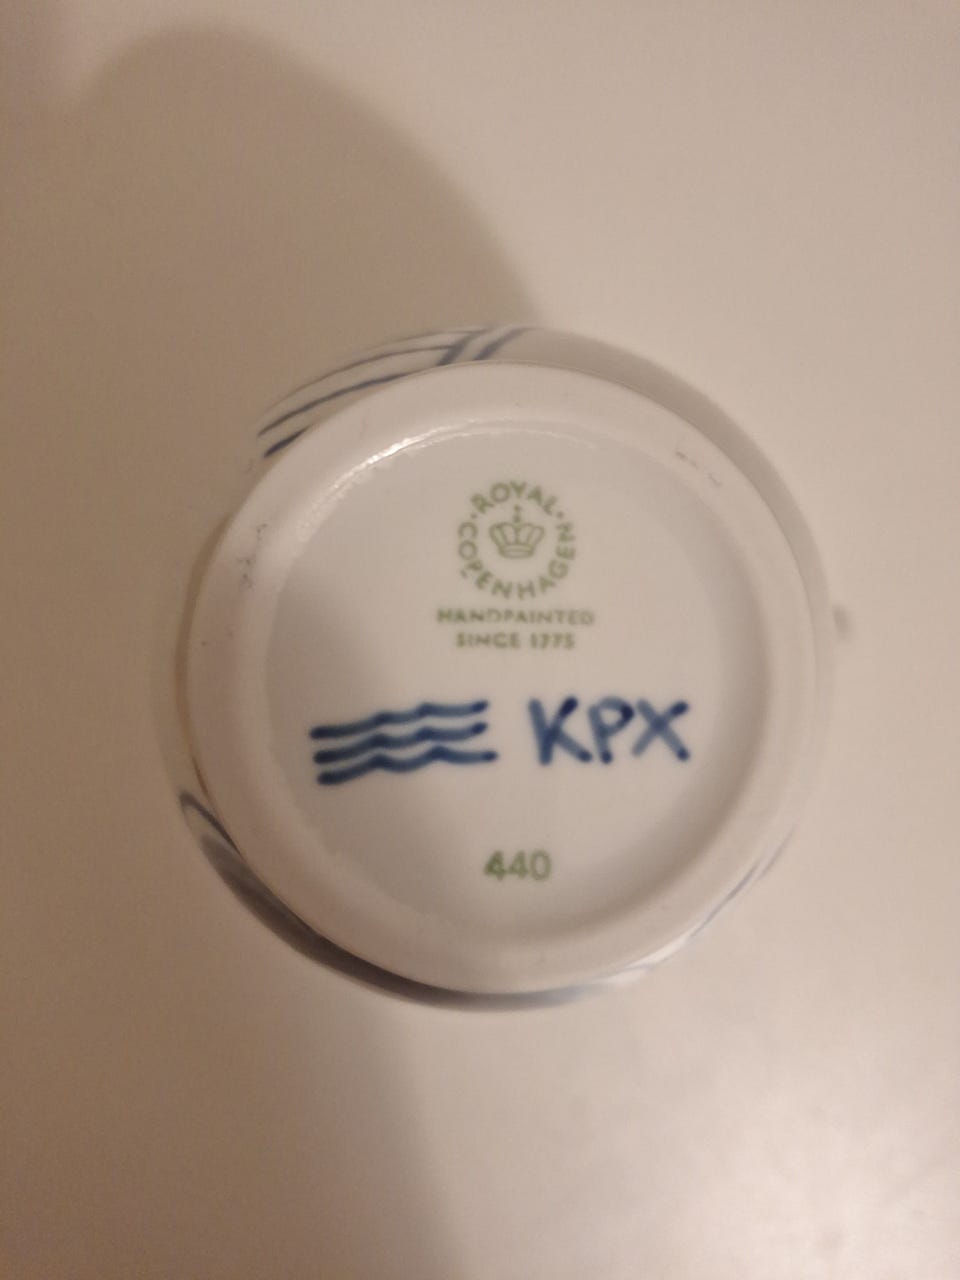 ROYAL
COPENHAGEN
HANDPAINTED
SINCE 1775
KPX
440